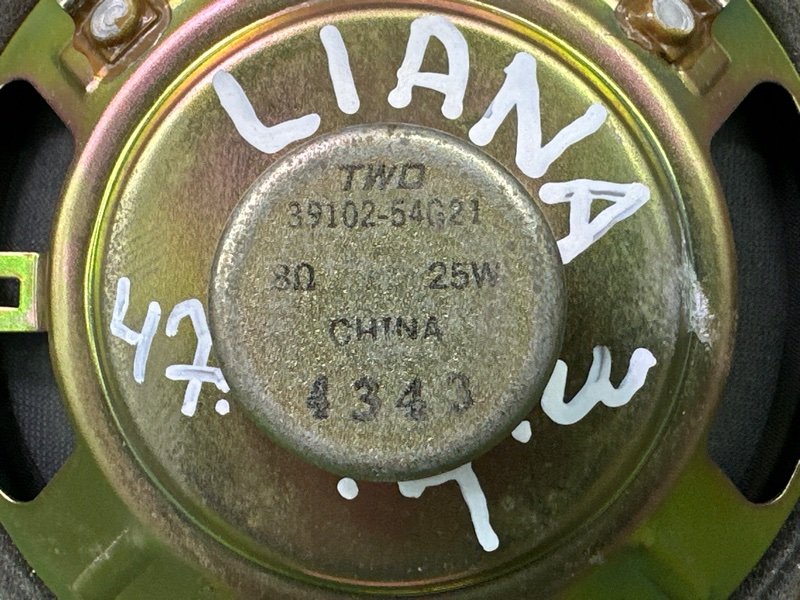 LIANA
TWD
39102-54G21
8Ω 25W
CHINA
4343
47.